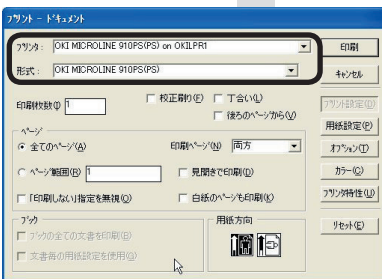 プリント - ドキュメント
プリンタ: OKI MICROLINE 910PS(PS) on OKILPR1
印刷
形式: OKI MICROLINE 910PS(PS)
キャンセル
印刷枚数(I) 1
校正刷り(F)
丁合い(L)
プリント設定(O)
後ろのページから(V)
用紙設定(P)
ページ
全てのページ(A)
印刷ページ(N) 両方
オプション(T)
ページ範囲(R) 1
見開きで印刷(D)
カラー(C)
「印刷しない」指定を無視(Q)
白紙のページも印刷(K)
プリンタ特性(U)
ブック
用紙方向
リセット(E)
ブックの全ての文書を印刷(B)
文書毎の用紙設定を使用(G)